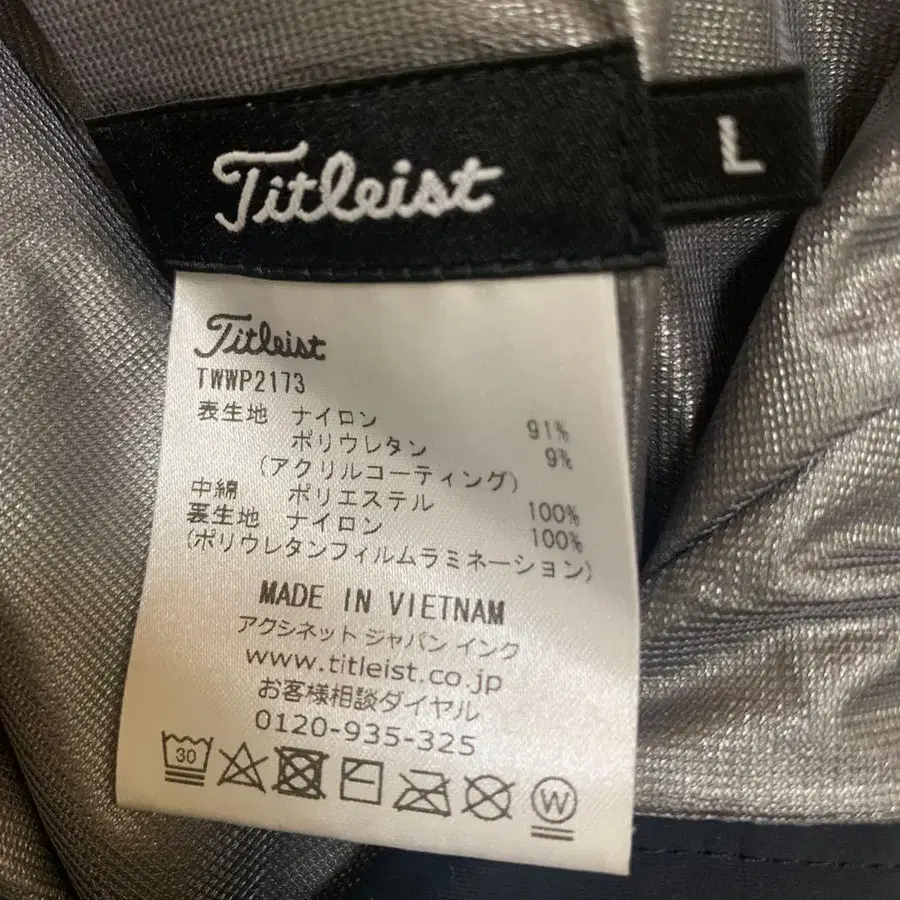 Titleist
L
Titleist
TWWP2173
表生地 ナイロン 91%
ポリウレタン 9%
(アクリルコーティング)
中綿 ポリエステル 100%
裏生地 ナイロン 100%
(ポリウレタンフィルムラミネーション)
MADE IN VIETNAM
アクシネット ジャパン インク
www.titleist.co.jp
お客様相談ダイヤル
0120-935-325
30
W